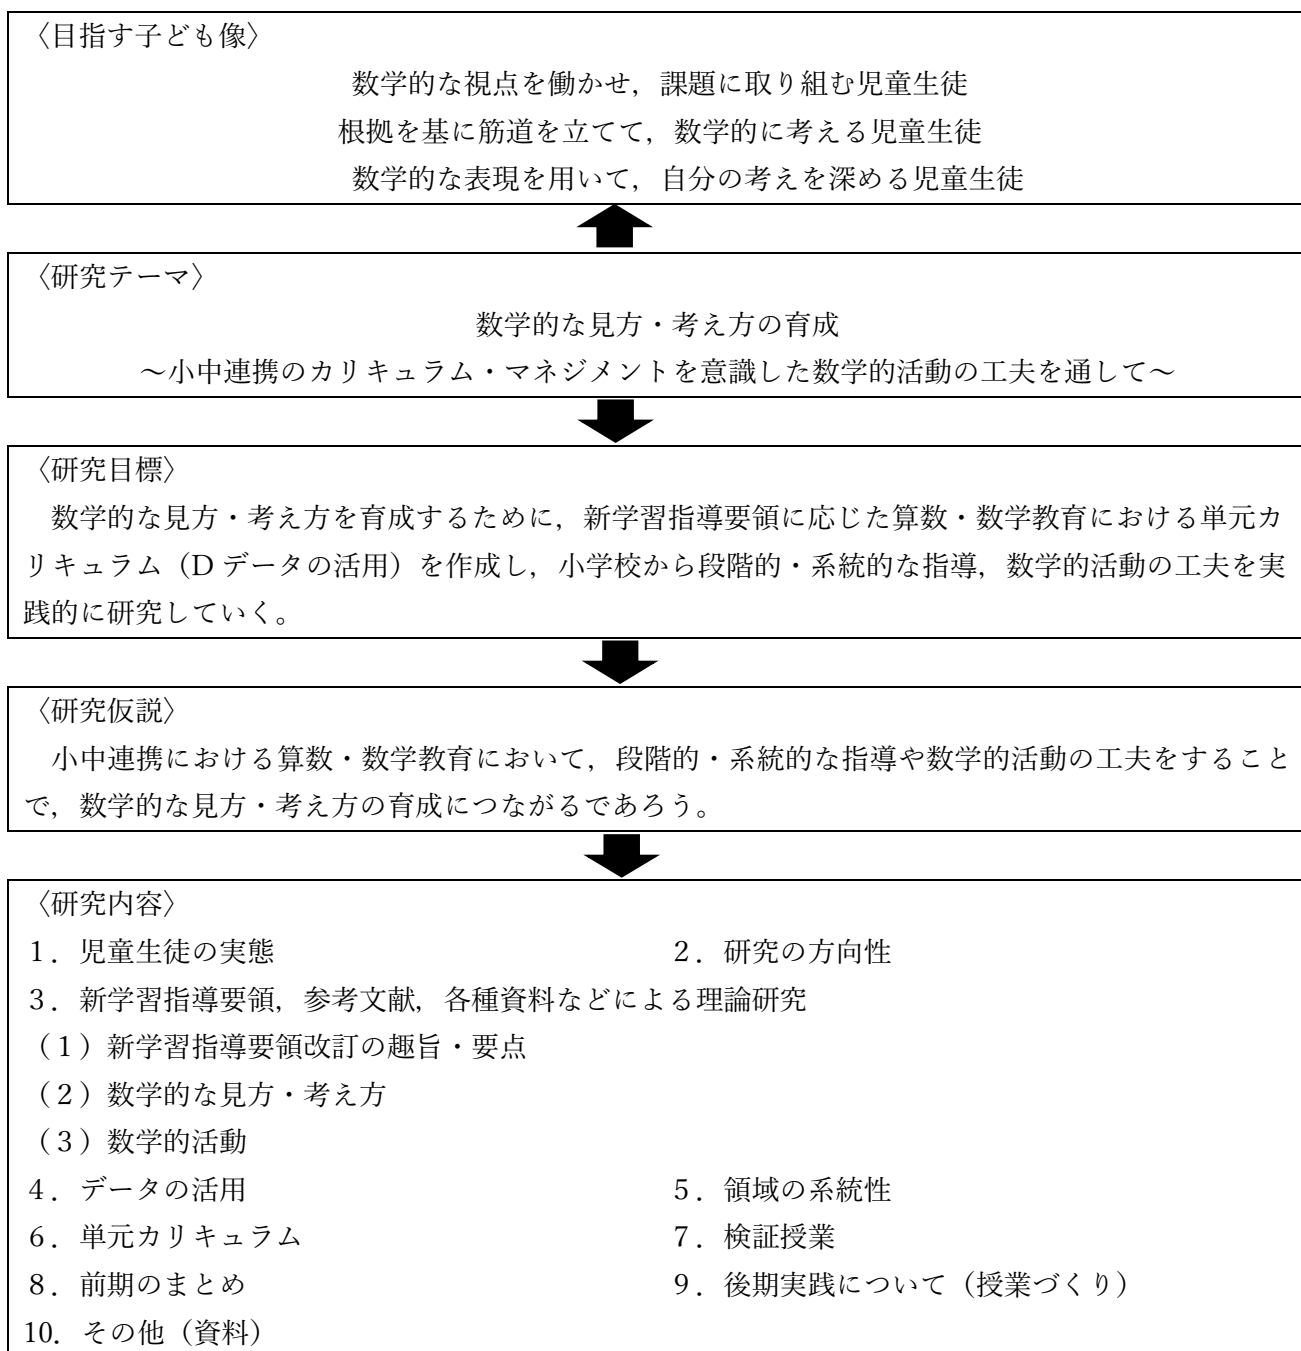 〈目指す子ども像〉
数学的な視点を働かせ，課題に取り組む児童生徒
根拠を基に筋道を立てて，数学的に考える児童生徒
数学的な表現を用いて，自分の考えを深める児童生徒
〈研究テーマ〉
数学的な見方・考え方の育成
～小中連携のカリキュラム・マネジメントを意識した数学的活動の工夫を通して～
〈研究目標〉
数学的な見方・考え方を育成するために，新学習指導要領に応じた算数・数学教育における単元カ
リキュラム（D データの活用）を作成し，小学校から段階的・系統的な指導，数学的活動の工夫を実
践的に研究していく。
〈研究仮説〉
小中連携における算数・数学教育において，段階的・系統的な指導や数学的活動の工夫をすること
で，数学的な見方・考え方の育成につながるであろう。
〈研究内容〉
１．児童生徒の実態　２．研究の方向性
３．新学習指導要領，参考文献，各種資料などによる理論研究
（１）新学習指導要領改訂の趣旨・要点
（２）数学的な見方・考え方
（３）数学的活動
４．データの活用　５．領域の系統性
６．単元カリキュラム　７．検証授業
８．前期のまとめ　９．後期実践について（授業づくり）
10．その他（資料）